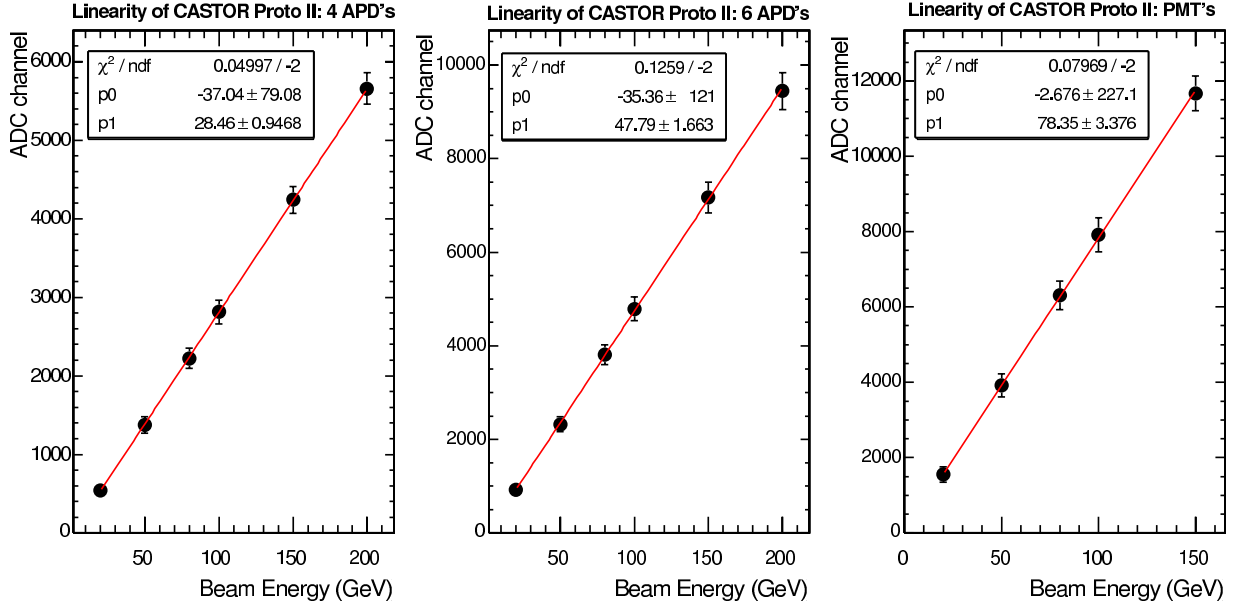 Linearity of CASTOR Proto II: 4 APD's
ADC channel
6000
5000
4000
3000
2000
1000
0
χ² / ndf 0.04997 / -2
p0 -37.04 ± 79.08
p1 28.46 ± 0.9468
50 100 150 200
Beam Energy (GeV)
Linearity of CASTOR Proto II: 6 APD's
ADC channel
10000
8000
6000
4000
2000
0
χ² / ndf 0.1259 / -2
p0 -35.36 ± 121
p1 47.79 ± 1.663
50 100 150 200
Beam Energy (GeV)
Linearity of CASTOR Proto II: PMT's
ADC channel
12000
10000
8000
6000
4000
2000
0
χ² / ndf 0.07969 / -2
p0 -2.676 ± 227.1
p1 78.35 ± 3.376
0 50 100 150
Beam Energy (GeV)